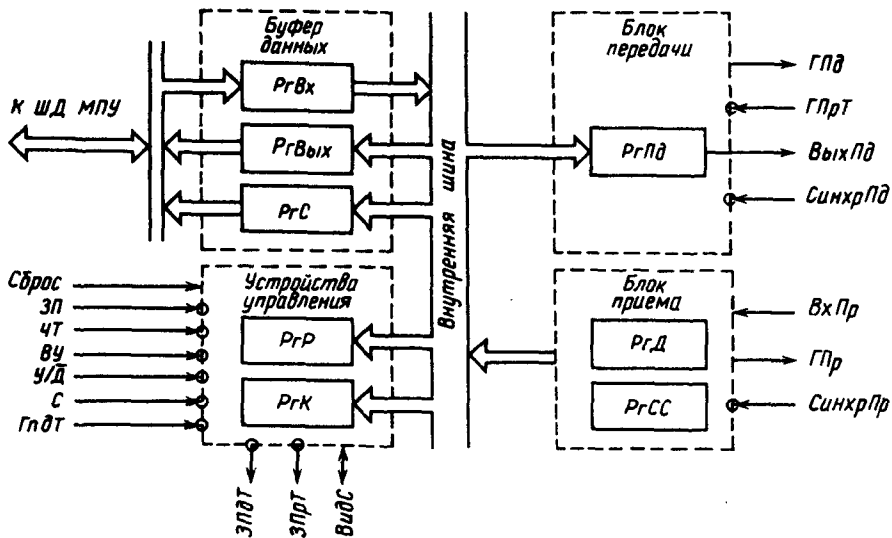 Буфер
данных
Блок
передачи
РгВх
К ШД МПУ
РгВых
РгС
Внутренняя шина
РгПд
ГПд
ГПрТ
ВыхПд
СинхрПд
Сброс
ЗП
ЧТ
ВУ
У/Д̅
С
ГпдТ
Устройства
управления
РгР
РгК
Блок
приема
РгД
РгСС
ВхПр
ГПр
СинхрПр
ЗПдТ
ЗПрТ
ВидС